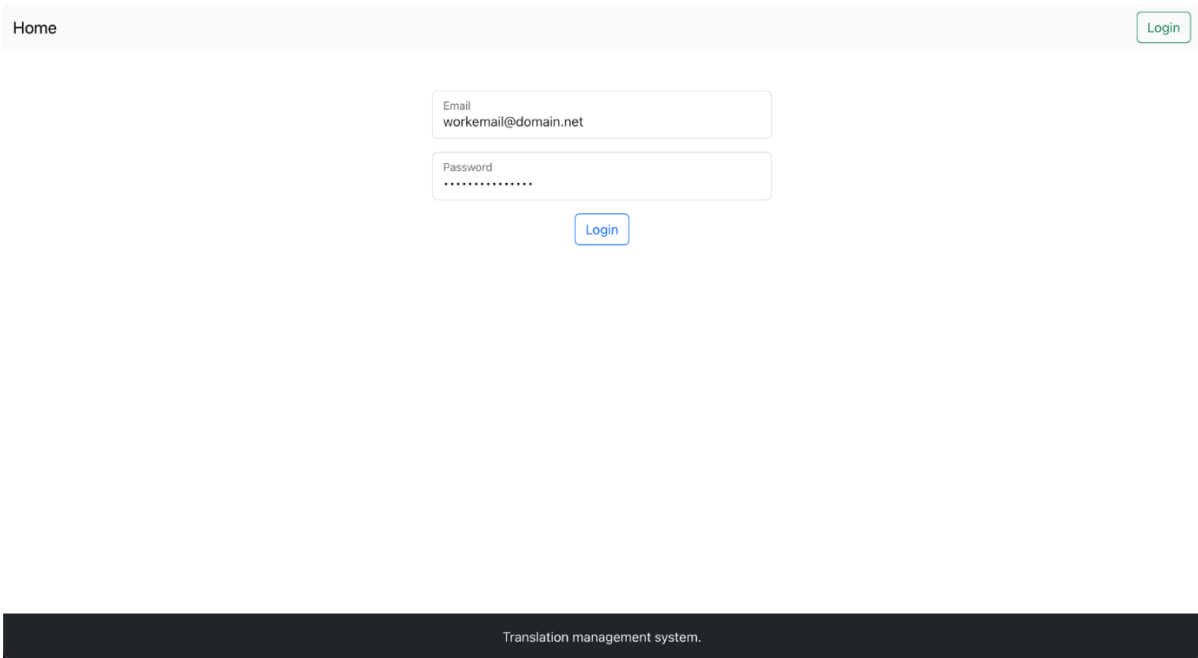 Home
Login
Email
workemail@domain.net
Password
•••••••••••••••
Login
Translation management system.